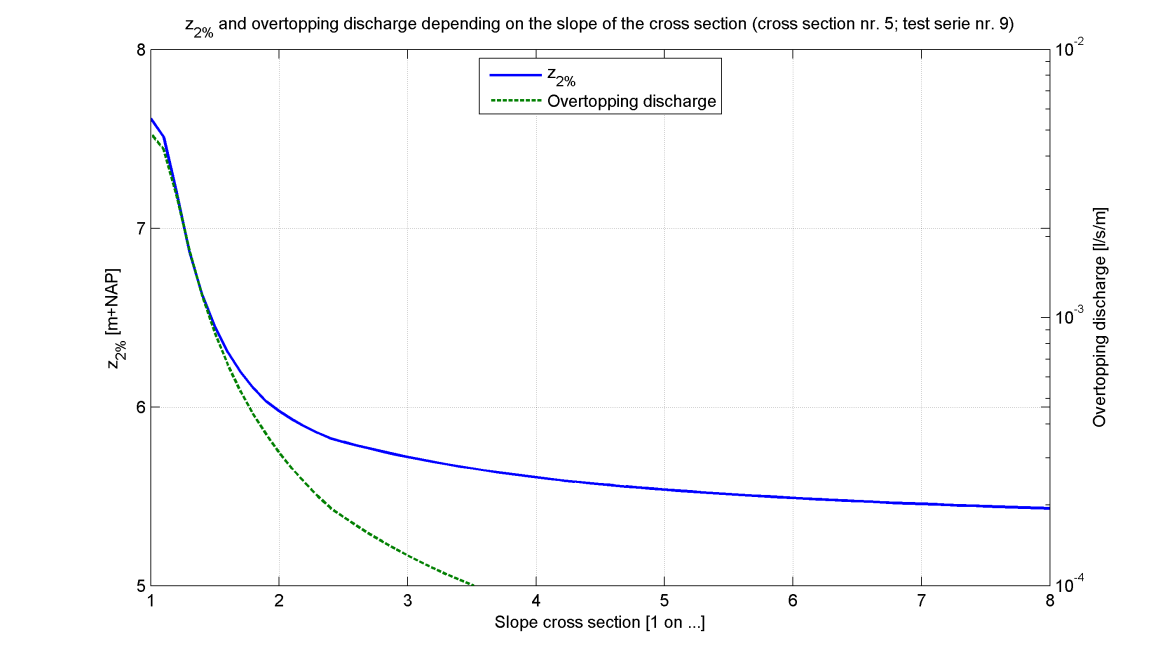 z2% and overtopping discharge depending on the slope of the cross section (cross section nr. 5; test serie nr. 9)
z2%
Overtopping discharge
8
7
6
5
z2% [m+NAP]
10-2
10-3
10-4
Overtopping discharge [l/s/m]
1 2 3 4 5 6 7 8
Slope cross section [1 on ...]